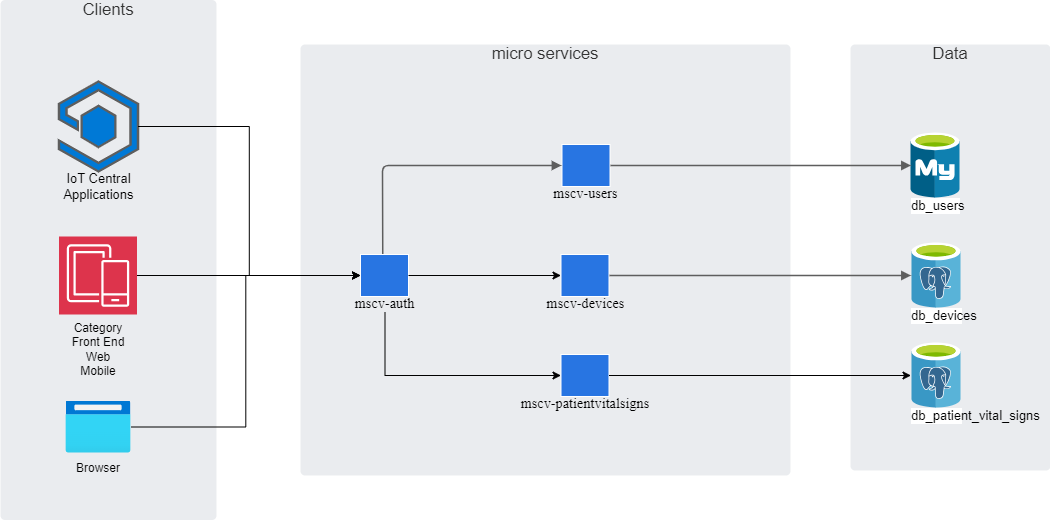 Clients
micro services
Data
IoT Central
Applications
mscv-users
My
db_users
mscv-auth
mscv-devices
db_devices
Category
Front End
Web
Mobile
mscv-patientvitalsigns
db_patient_vital_signs
Browser